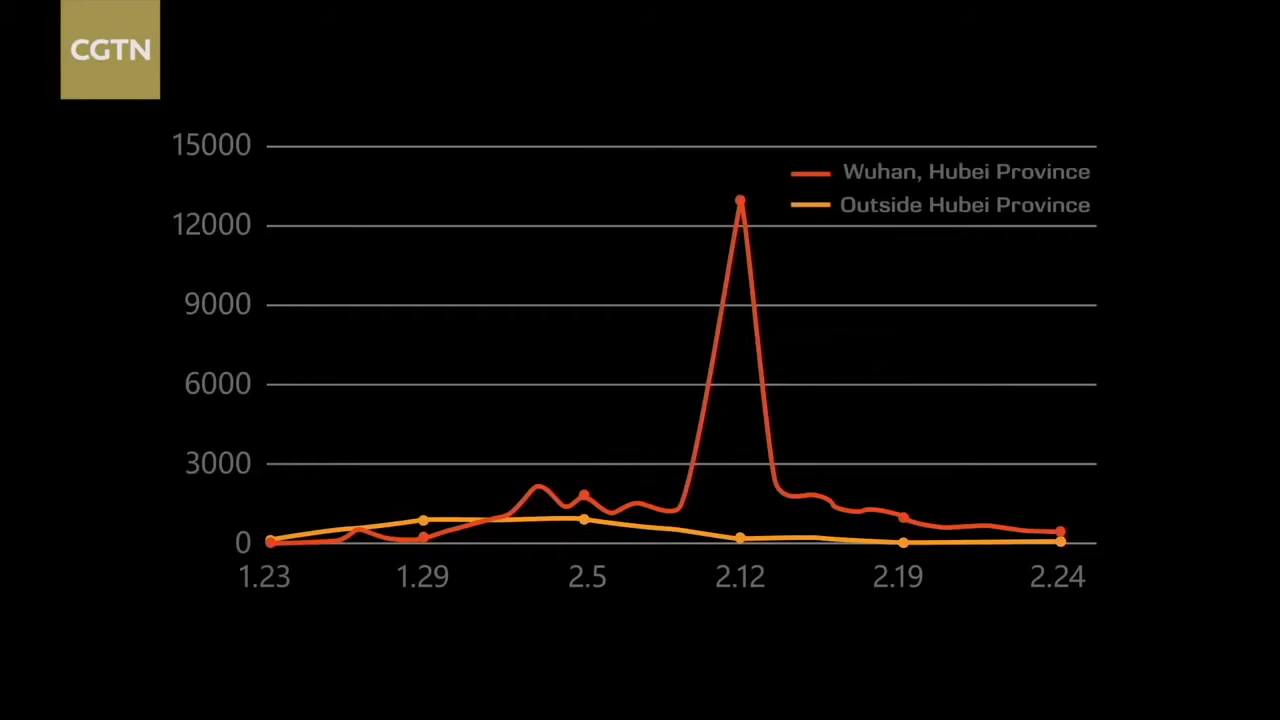 CGTN
15000
Wuhan, Hubei Province
Outside Hubei Province
12000
9000
6000
3000
0
1.23 1.29 2.5 2.12 2.19 2.24